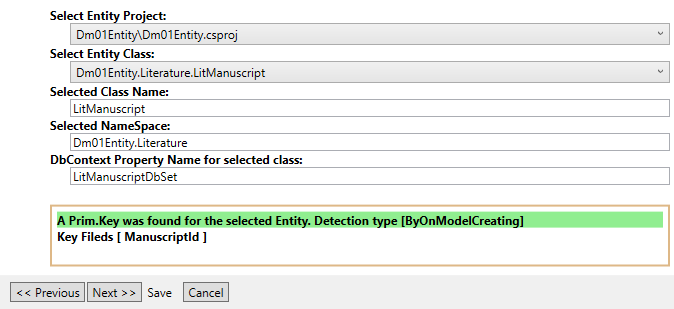 Select Entity Project:
Dm01Entity\Dm01Entity.csproj
Select Entity Class:
Dm01Entity.Literature.LitManuscript
Selected Class Name:
LitManuscript
Selected NameSpace:
Dm01Entity.Literature
DbContext Property Name for selected class:
LitManuscriptDbSet
A Prim.Key was found for the selected Entity. Detection type [ByOnModelCreating]
Key Fileds [ ManuscriptId ]
<< Previous Next >> Save Cancel